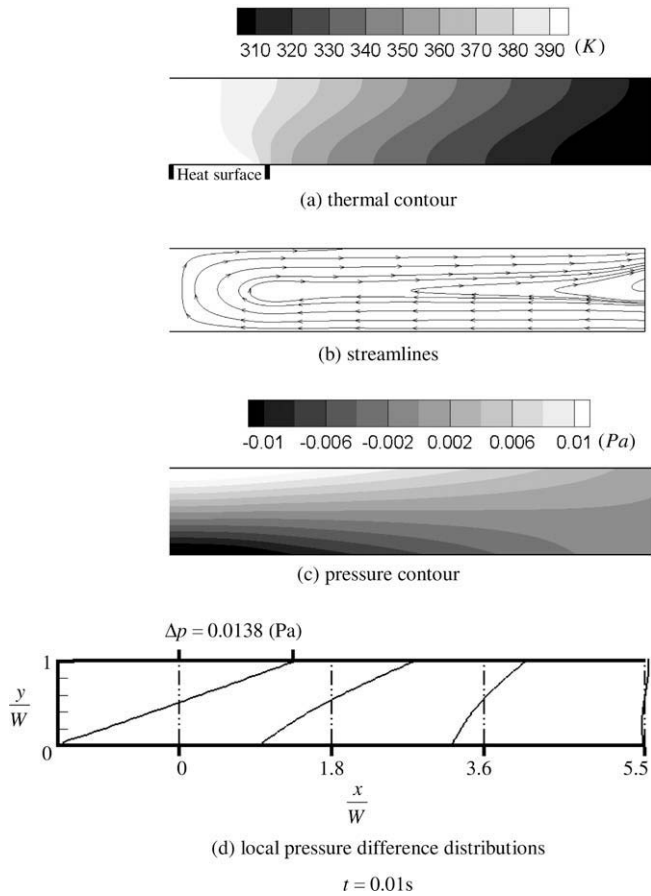 310 320 330 340 350 360 370 380 390 (K)
Heat surface
(a) thermal contour
(b) streamlines
-0.01 -0.006 -0.002 0.002 0.006 0.01 (Pa)
(c) pressure contour
Δp = 0.0138 (Pa)
1
y
W
0
0 1.8 3.6 5.5
x
W
(d) local pressure difference distributions
t = 0.01s